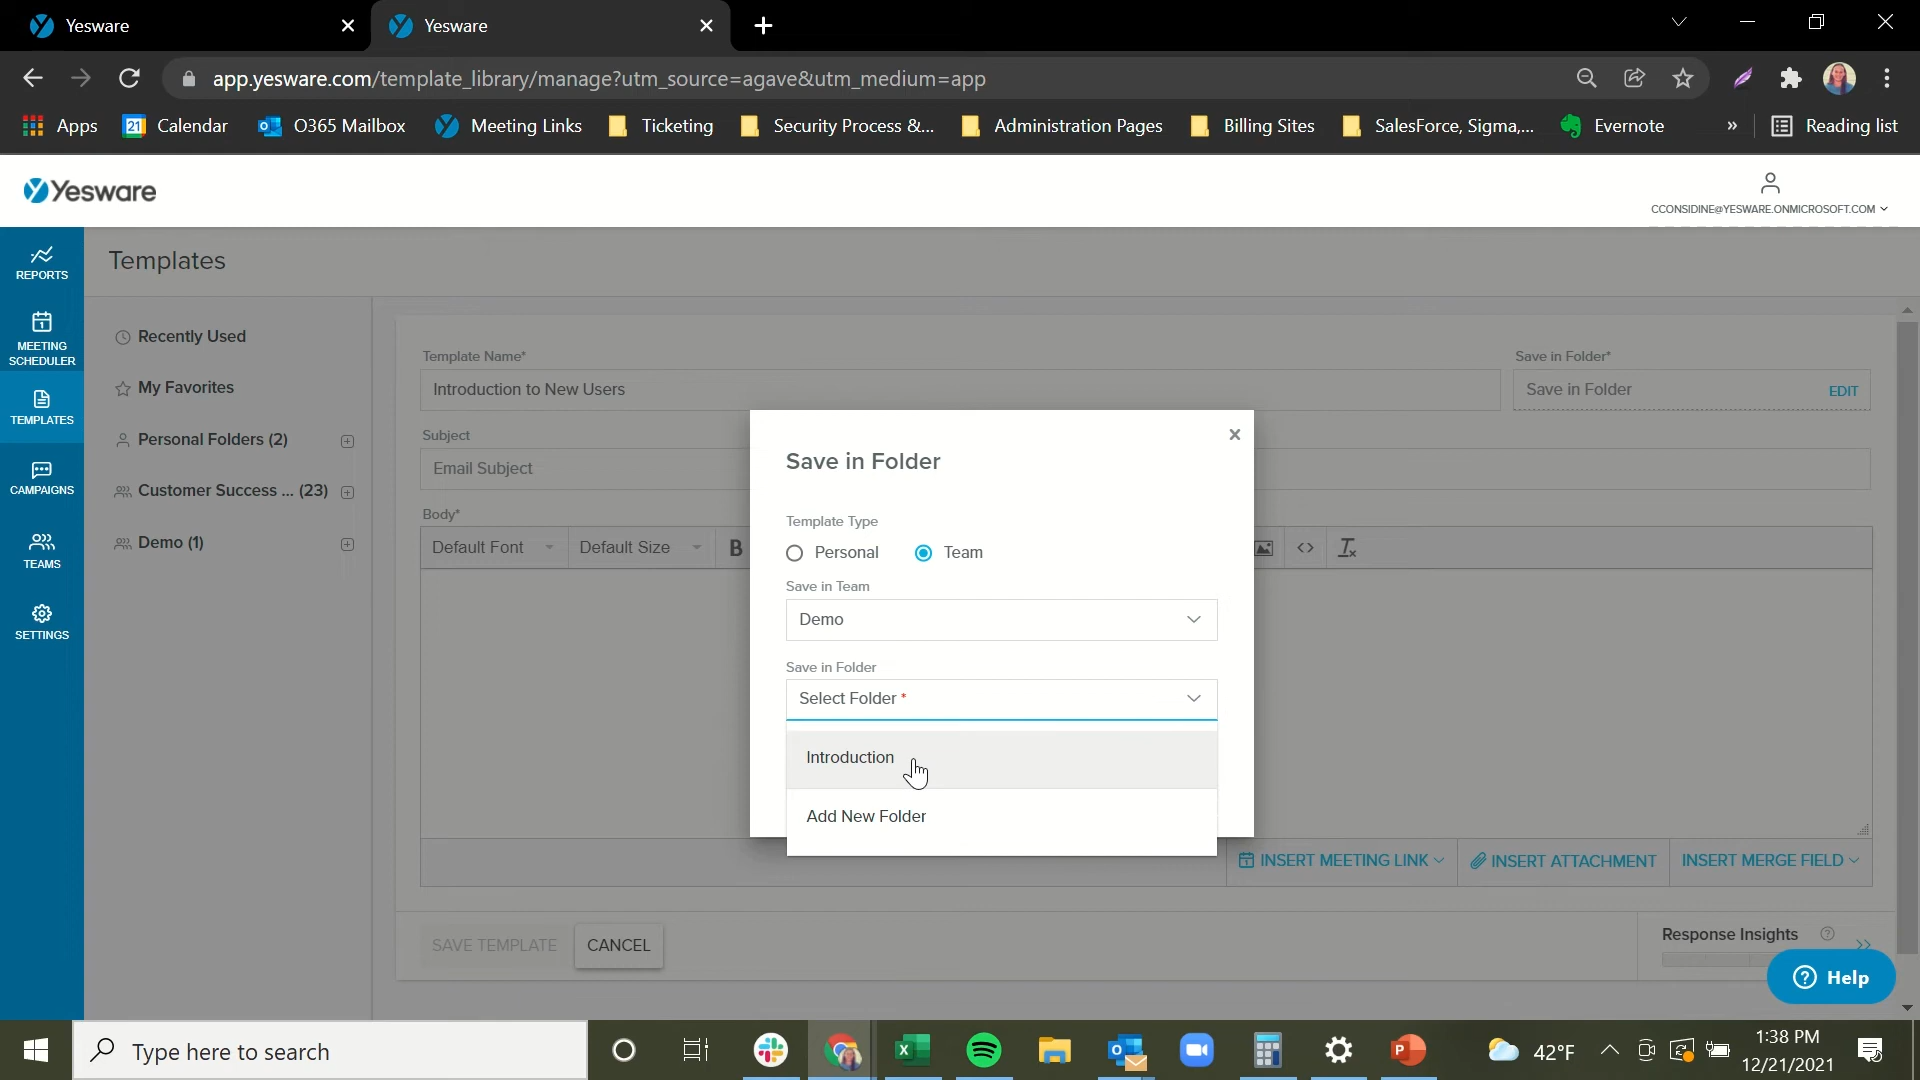 Yesware
Yesware
app.yesware.com/template_library/manage?utm_source=agave&utm_medium=app
Apps
21 Calendar
O365 Mailbox
Meeting Links
Ticketing
Security Process &...
Administration Pages
Billing Sites
SalesForce, Sigma,...
Evernote
»
Reading list
Yesware
CCONSIDINE@YESWARE.ONMICROSOFT.COM
REPORTS
MEETING
SCHEDULER
TEMPLATES
CAMPAIGNS
TEAMS
SETTINGS
Templates
Recently Used
My Favorites
Personal Folders (2)
Customer Success ... (23)
Demo (1)
Template Name*
Introduction to New Users
Save in Folder*
Save in Folder
EDIT
Subject
Email Subject
Body*
Default Font
Default Size
B
<>
Save in Folder
Template Type
Personal
Team
Save in Team
Demo
Save in Folder
Select Folder *
Introduction
Add New Folder
INSERT MEETING LINK
INSERT ATTACHMENT
INSERT MERGE FIELD
SAVE TEMPLATE
CANCEL
Response Insights
Help
Type here to search
42°F
1:38 PM
12/21/2021